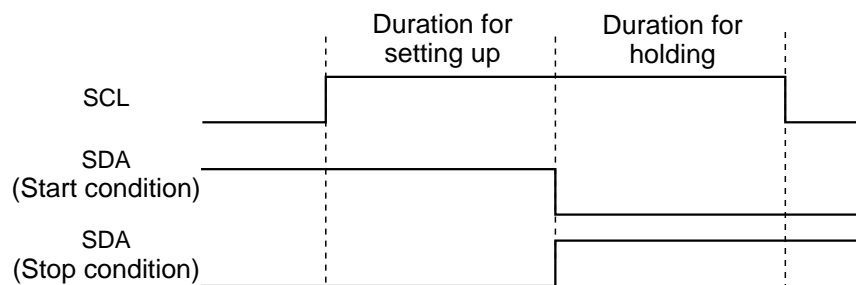 Duration for
setting up
Duration for
holding
SCL
SDA
(Start condition)
SDA
(Stop condition)